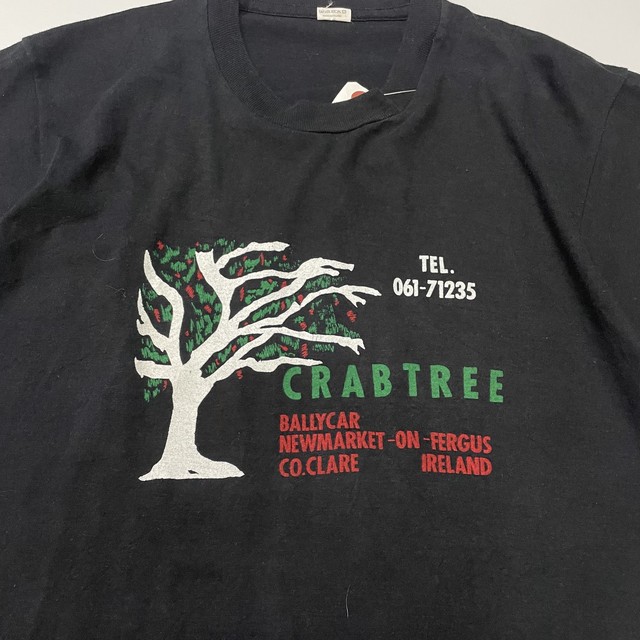 TEL.
061-71235
CRABTREE
BALLYCAR
NEWMARKET-ON-FERGUS
CO.CLARE IRELAND